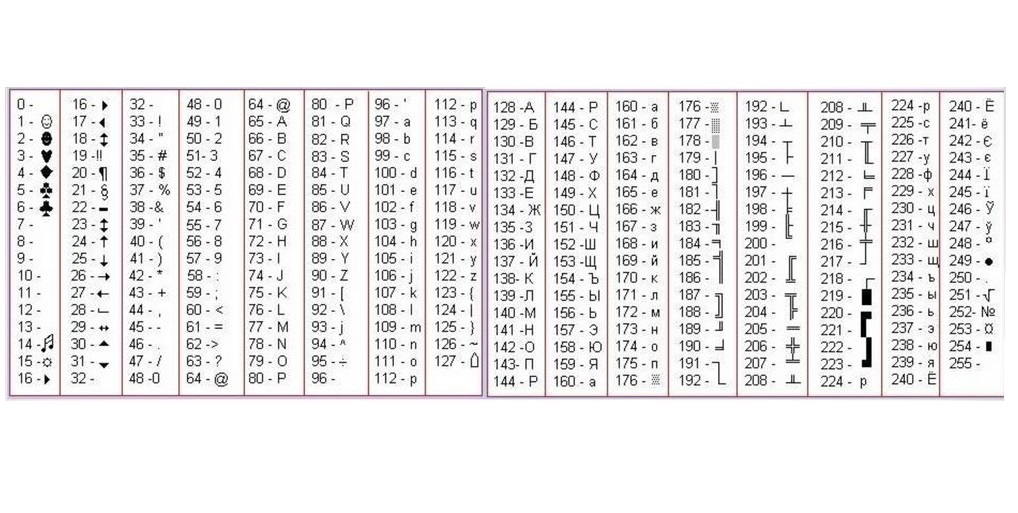 0 - 16 - ► 32 - 48 - 0 64 - @ 80 - P 96 - ' 112 - p 128 -А 144 - Р 160 - а 176 -░ 192 - └ 208 - ╨ 224 -р 240 - Ё
1 - ☺ 17 - ◄ 33 - ! 49 - 1 65 - A 81 - Q 97 - a 113 - q 129 - Б 145 - С 161 - б 177 - ▒ 193 - ┴ 209 - ╤ 225 - с 241- ё
2 - ☻ 18 - ↕ 34 - " 50 - 2 66 - B 82 - R 98 - b 114 - r 130 -В 146 - Т 162 - в 178 - ▓ 194 - ┬ 210 - ╥ 226 -т 242 - Є
3 - ♥ 19 -!! 35 - # 51- 3 67 - C 83 - S 99 - c 115 - s 131 - Г 147 - У 163 - г 179 - │ 195 - ├ 211 - ╙ 227 -у 243 - є
4 - ♦ 20 - ¶ 36 - $ 52 - 4 68 - D 84 - T 100 - d 116 - t 132 - Д 148 - Ф 164 - д 180 - ┤ 196 - ─ 212 - ╘ 228 - ф 244 - Ї
5 - ♣ 21 - § 37 - % 53 - 5 69 - E 85 - U 101 - e 117 - u 133 - Е 149 - Х 165 - е 181 - ╡ 197 - ┼ 213 - ╒ 229 - х 245 - ї
6 - ♠ 22 - ▬ 38 -& 54 - 6 70 - F 86 - V 102 - f 118 - v 134 - Ж 150 - Ц 166 - ж 182 - ╢ 198 - ╞ 214 - ╓ 230 - ц 246 - Ў
7 - 23 - ↨ 39 - ' 55 - 7 71 - G 87 - W 103 - g 119 - w 135 - З 151 - Ч 167 - з 183 - ╖ 199 - ╟ 215 - ╫ 231 - ч 247 - ў
8 - 24 - ↑ 40 - ( 56 - 8 72 - H 88 - X 104 - h 120 - x 136 - И 152 - Ш 168 - и 184 - ╕ 200 - 216 - ╪ 232 - ш 248 - °
9 - 25 - ↓ 41 - ) 57 - 9 73 - I 89 - Y 105 - i 121 - y 137 - Й 153 - Щ 169 - й 185 - ╣ 201 - ╔ 217 - ┘ 233 - щ 249 - ●
10 - 26 - → 42 - * 58 - : 74 - J 90 - Z 106 - j 122 - z 138 - К 154 - Ъ 170 - к 186 - ║ 202 - 218 - ┌ 234 - ъ 250 - .
11 - 27 - ← 43 - + 59 - ; 75 - K 91 - [ 107 - k 123 - { 139 - Л 155 - Ы 171 - л 187 - ╗ 203 - ╦ 219 - █ 235 - ы 251 -√
12 - 28 - ∟ 44 - , 60 - < 76 - L 92 - \ 108 - l 124 - | 140 - М 156 - Ь 140 - м 188 - ╝ 204 - ╠ 220 - 236 - ь 252- №
13 - 29 - ↔ 45 - - 61 - = 77 - M 93 - j 109 - m 125 - } 141 - Н 157 - Э 173 - н 189 - ╜ 205 - ═ 221 - 237 - э 253 - ¤
14 - ♫ 30 - ▲ 46 - . 62 -> 78 - N 94 - ^ 110 - n 126 - ~ 142 - О 158 - Ю 174 - о 190 - ╛ 206 - ╬ 222 - 238 - ю 254 - ■
15 - ☼ 31 - ▼ 47 - / 63 - ? 79 - O 95 - ÷ 111 - o 127 - ⌂ 143- П 159 - Я 175 - п 191 - ┐ 207 - ╧ 223 - 239 - я 255 -
16 - ► 32 - 48 -0 64 - @ 80 - P 96 - 112 - p 144 - Р 160 - а 176 - ░ 192 - └ 208 - ╨ 224 - р 240 - Ё